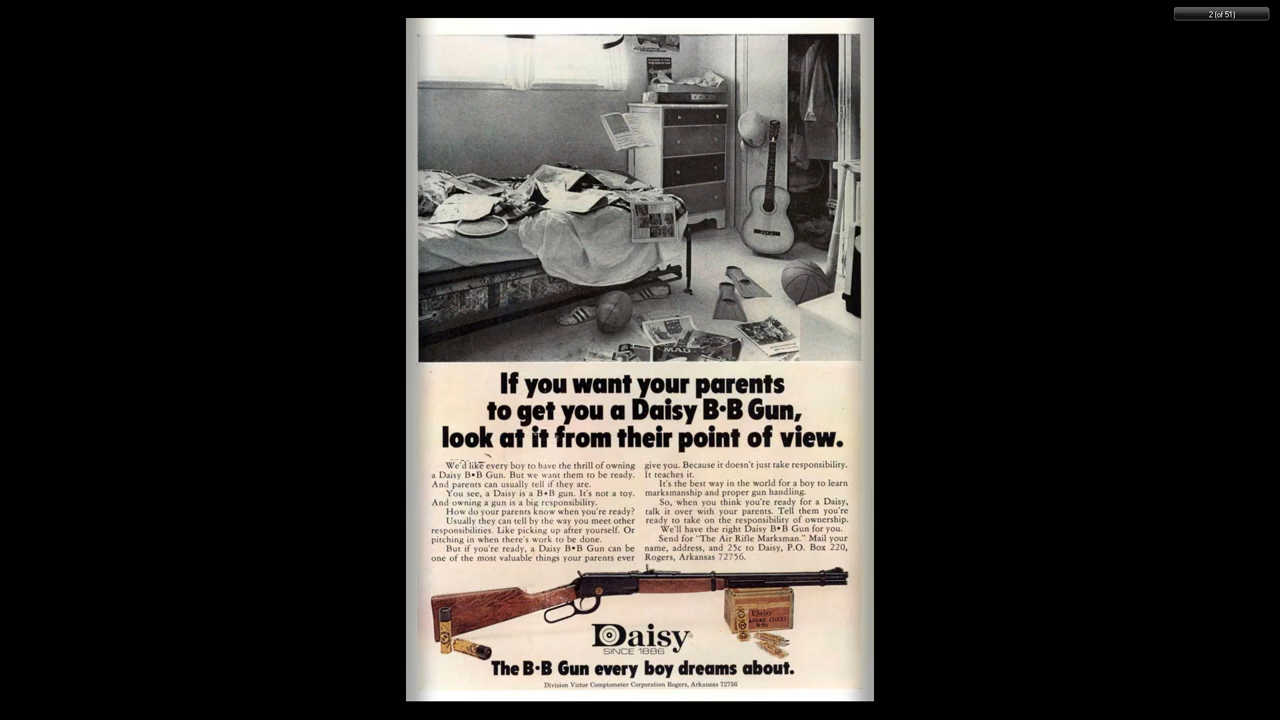 2 (of 51)
MAD
If you want your parents
to get you a Daisy B•B Gun,
look at it from their point of view.
We'd like every boy to have the thrill of owning
a Daisy B•B Gun. But we want them to be ready.
And parents can usually tell if they are.
You see, a Daisy is a B•B gun. It's not a toy.
And owning a gun is a big responsibility.
How do your parents know when you're ready?
Usually they can tell by the way you meet other
responsibilities. Like picking up after yourself. Or
pitching in when there's work to be done.
But if you're ready, a Daisy B•B Gun can be
one of the most valuable things your parents ever
give you. Because it doesn't just take responsibility.
It teaches it.
It's the best way in the world for a boy to learn
marksmanship and proper gun handling.
So, when you think you're ready for a Daisy,
talk it over with your parents. Tell them you're
ready to take on the responsibility of ownership.
We'll have the right Daisy B•B Gun for you.
Send for "The Air Rifle Marksman." Mail your
name, address, and 25c to Daisy, P.O. Box 220,
Rogers, Arkansas 72756.
Daisy
Daisy
SINCE 1886
The B•B Gun every boy dreams about.
Division Victor Comptometer Corporation Rogers, Arkansas 72756